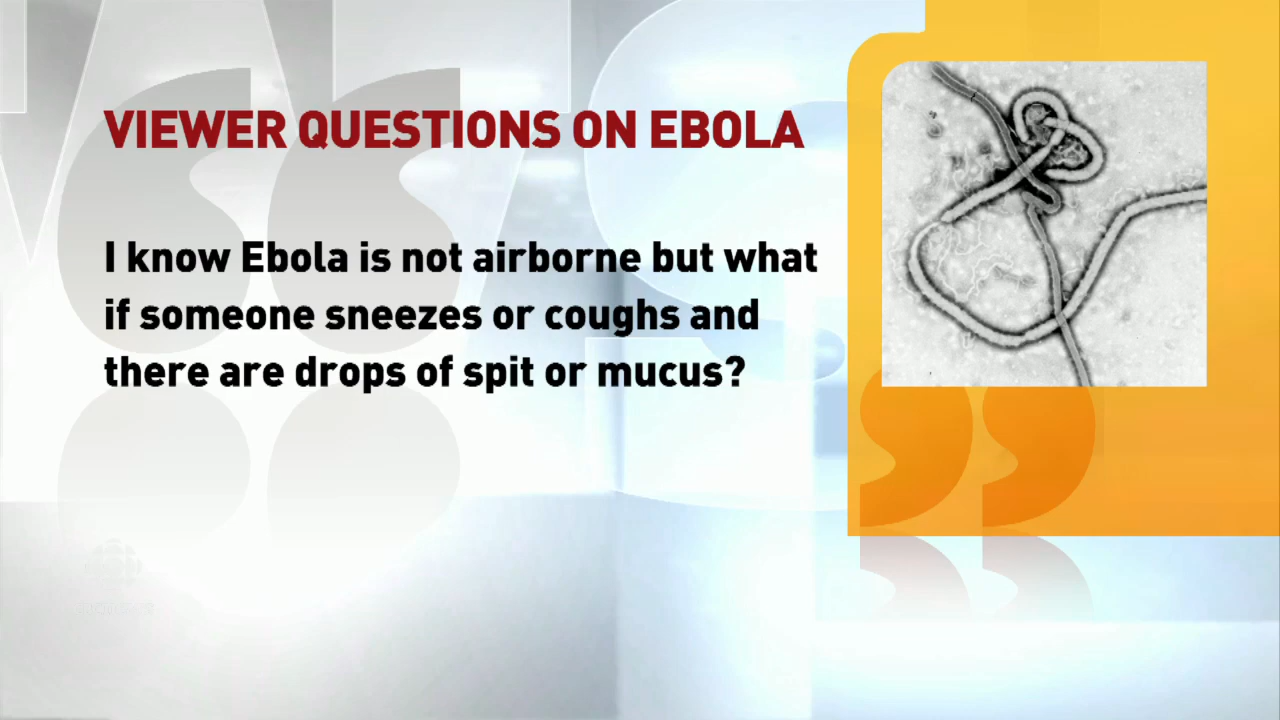 VIEWER QUESTIONS ON EBOLA
I know Ebola is not airborne but what
if someone sneezes or coughs and
there are drops of spit or mucus?